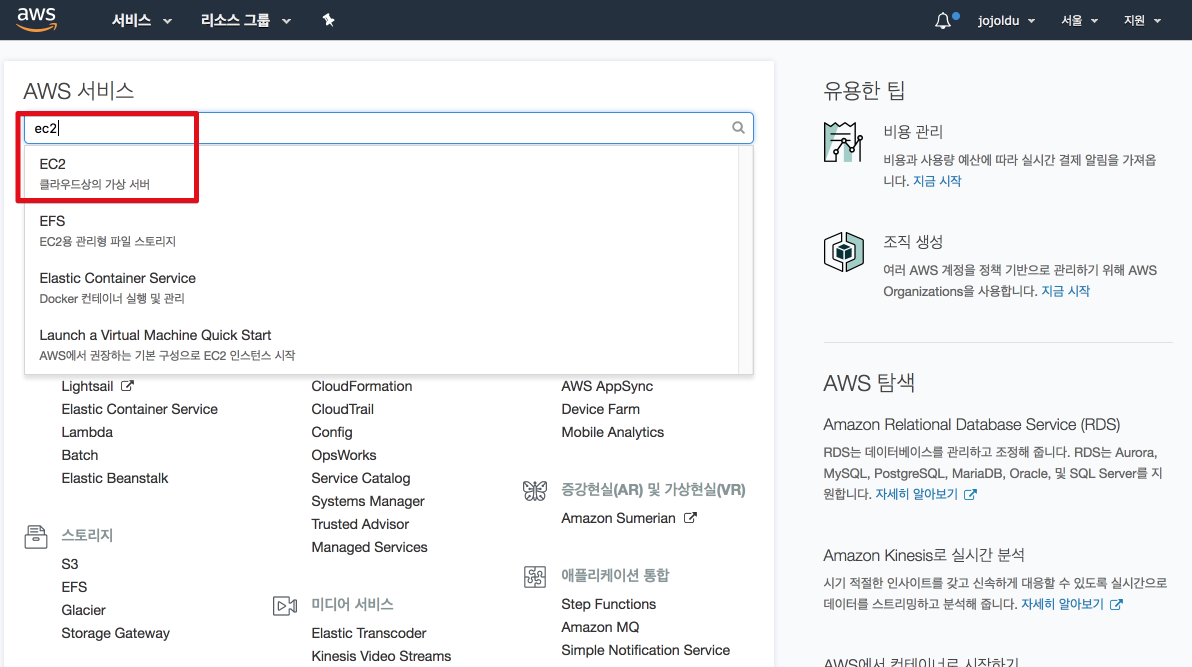 aws
서비스
리소스 그룹
jojoldu
서울
지원
AWS 서비스
ec2
EC2
클라우드상의 가상 서버
EFS
EC2용 관리형 파일 스토리지
Elastic Container Service
Docker 컨테이너 실행 및 관리
Launch a Virtual Machine Quick Start
AWS에서 권장하는 기본 구성으로 EC2 인스턴스 시작
Lightsail
Elastic Container Service
Lambda
Batch
Elastic Beanstalk
스토리지
S3
EFS
Glacier
Storage Gateway
CloudFormation
CloudTrail
Config
OpsWorks
Service Catalog
Systems Manager
Trusted Advisor
Managed Services
미디어 서비스
Elastic Transcoder
Kinesis Video Streams
AWS AppSync
Device Farm
Mobile Analytics
증강현실(AR) 및 가상현실(VR)
Amazon Sumerian
애플리케이션 통합
Step Functions
Amazon MQ
Simple Notification Service
유용한 팁
비용 관리
비용과 사용량 예산에 따라 실시간 결제 알림을 가져옵
니다. 지금 시작
조직 생성
여러 AWS 계정을 정책 기반으로 관리하기 위해 AWS
Organizations을 사용합니다. 지금 시작
AWS 탐색
Amazon Relational Database Service (RDS)
RDS는 데이터베이스를 관리하고 조정해 줍니다. RDS는 Aurora,
MySQL, PostgreSQL, MariaDB, Oracle, 및 SQL Server를 지
원합니다. 자세히 알아보기
Amazon Kinesis로 실시간 분석
시기 적절한 인사이트를 갖고 신속하게 대응할 수 있도록 실시간으로
데이터를 스트리밍하고 분석해 줍니다. 자세히 알아보기
AWS에서 컨테이너로 시작하기